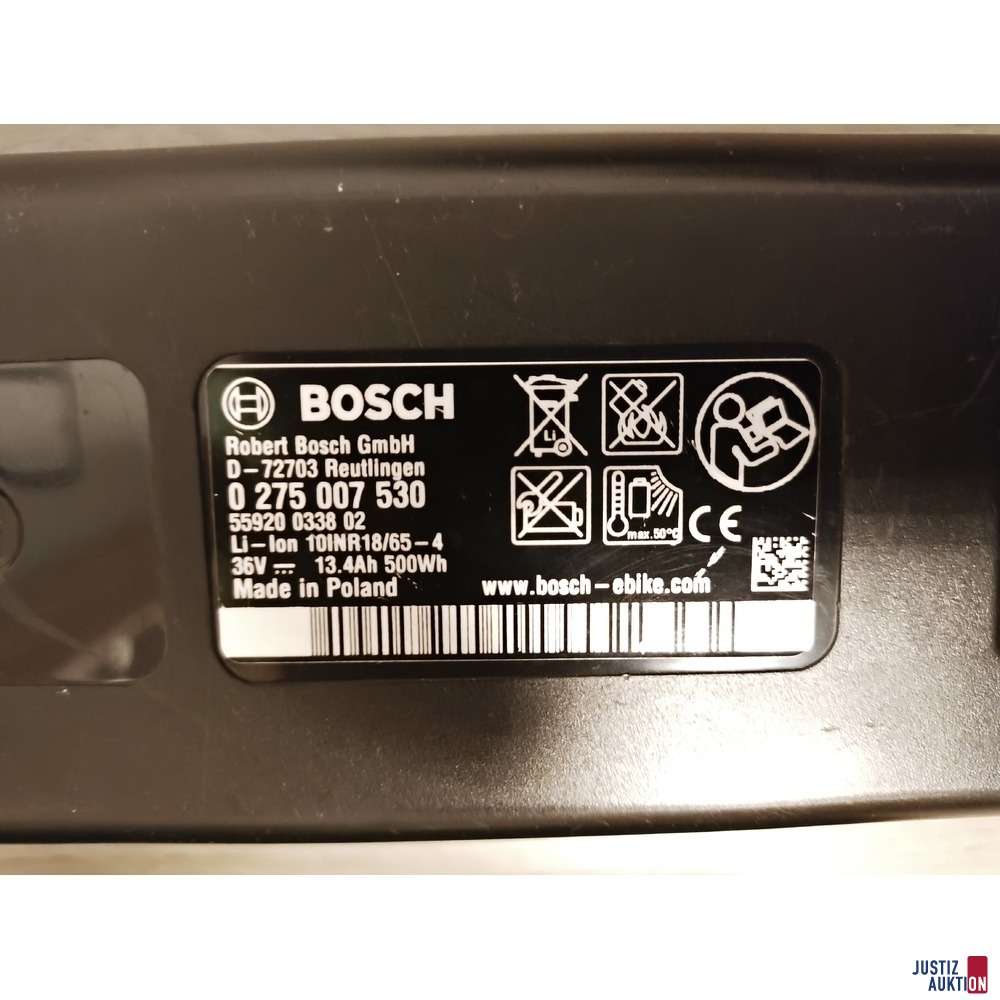 BOSCH
Robert Bosch GmbH
D-72703 Reutlingen
0 275 007 530
55920 0338 02
Li-Ion 10INR18/65-4
36V ⎓ 13.4Ah 500Wh
Made in Poland
Li
max.50°C
CE
www.bosch-ebike.com
JUSTIZ
AUKTION